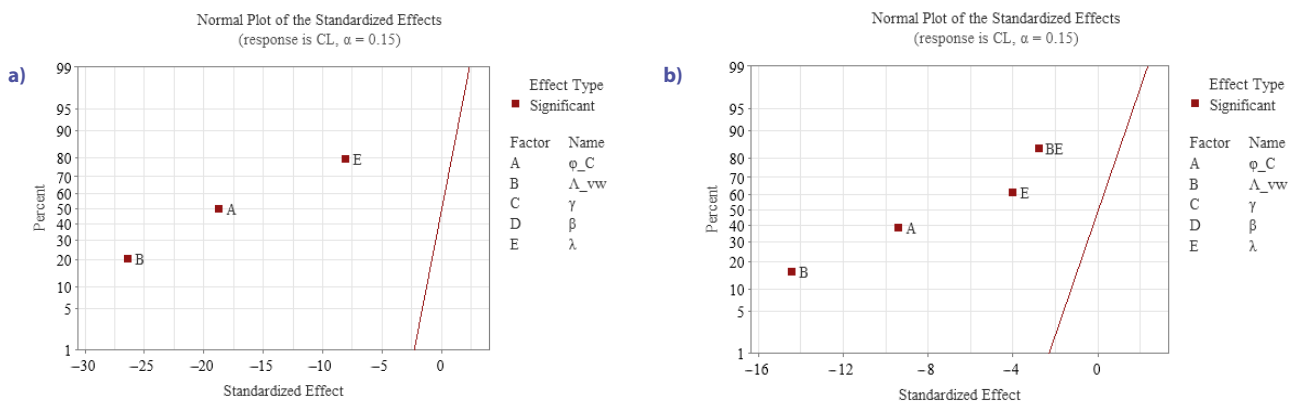 a)
Normal Plot of the Standardized Effects
(response is CL, α = 0.15)
Percent
99
95
90
80
70
60
50
40
30
20
10
5
1
E
A
B
−30 −25 −20 −15 −10 −5 0
Standardized Effect
Effect Type
Significant
Factor Name
A φ_C
B Λ_vw
C γ
D β
E λ
b)
Normal Plot of the Standardized Effects
(response is CL, α = 0.15)
Percent
99
95
90
80
70
60
50
40
30
20
10
5
1
BE
E
A
B
−16 −12 −8 −4 0
Standardized Effect
Effect Type
Significant
Factor Name
A φ_C
B Λ_vw
C γ
D β
E λ